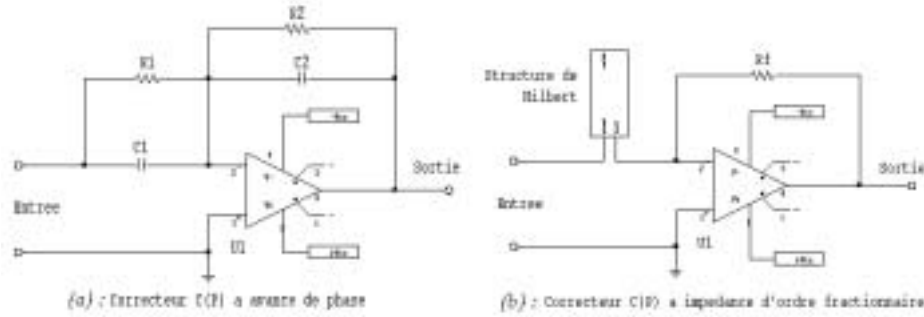 R2
R1
C2
C1
Sortie
Entree
U1
(a) : Correcteur C(P) a avance de phase
Structure de
Hilbert
Rf
Sortie
Entree
U1
(b) : Correcteur C(P) a impedance d'ordre fractionnaire